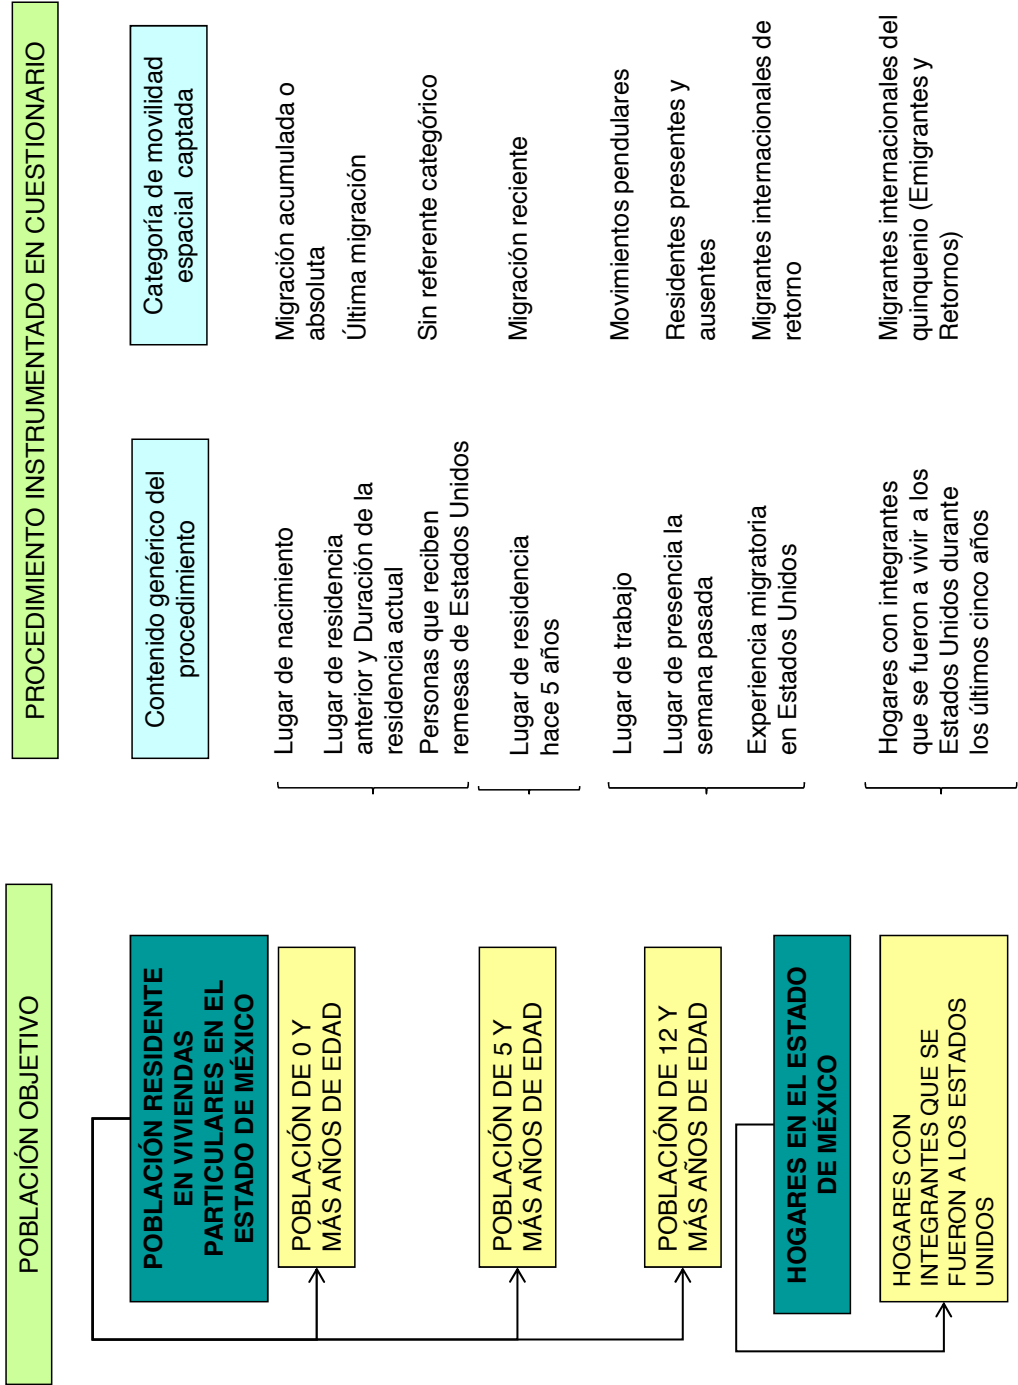 POBLACIÓN OBJETIVO
PROCEDIMIENTO INSTRUMENTADO EN CUESTIONARIO
POBLACIÓN RESIDENTE
EN VIVIENDAS
PARTICULARES EN EL
ESTADO DE MÉXICO
Contenido genérico del
procedimiento
Categoría de movilidad
espacial captada
POBLACIÓN DE 0 Y
MÁS AÑOS DE EDAD
Lugar de nacimiento
Migración acumulada o
absoluta
Lugar de residencia
anterior y Duración de la
residencia actual
Última migración
Personas que reciben
remesas de Estados Unidos
Sin referente categórico
POBLACIÓN DE 5 Y
MÁS AÑOS DE EDAD
Lugar de residencia
hace 5 años
Migración reciente
POBLACIÓN DE 12 Y
MÁS AÑOS DE EDAD
Lugar de trabajo
Movimientos pendulares
Lugar de presencia la
semana pasada
Residentes presentes y
ausentes
Experiencia migratoria
en Estados Unidos
Migrantes internacionales de
retorno
HOGARES EN EL ESTADO
DE MÉXICO
HOGARES CON
INTEGRANTES QUE SE
FUERON A LOS ESTADOS
UNIDOS
Hogares con integrantes
que se fueron a vivir a los
Estados Unidos durante
los últimos cinco años
Migrantes internacionales del
quinquenio (Emigrantes y
Retornos)